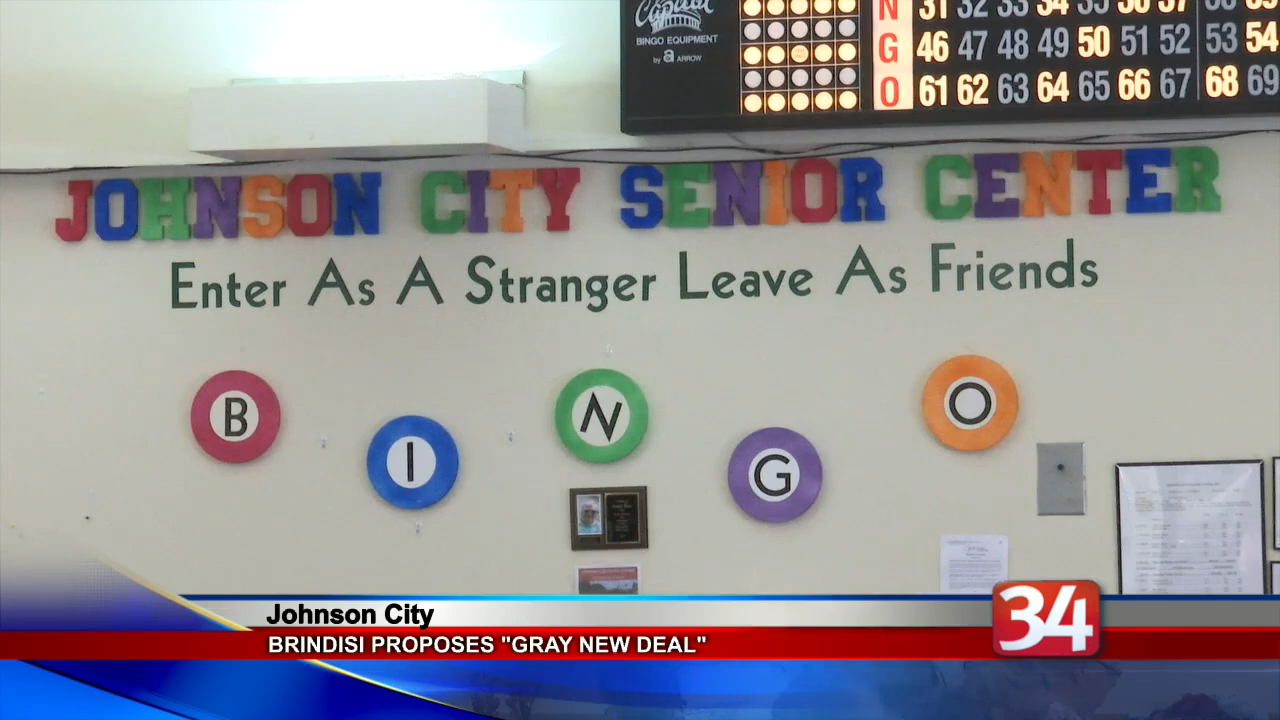 Capitol
BINGO EQUIPMENT
by a ARROW
N 31 32 33 34 35 36 37
G 46 47 48 49 50 51 52 53 54
O 61 62 63 64 65 66 67 68 69
JOHNSON CITY SENIOR CENTER
Enter As A Stranger Leave As Friends
B I N G O
Johnson City
BRINDISI PROPOSES "GRAY NEW DEAL"
34